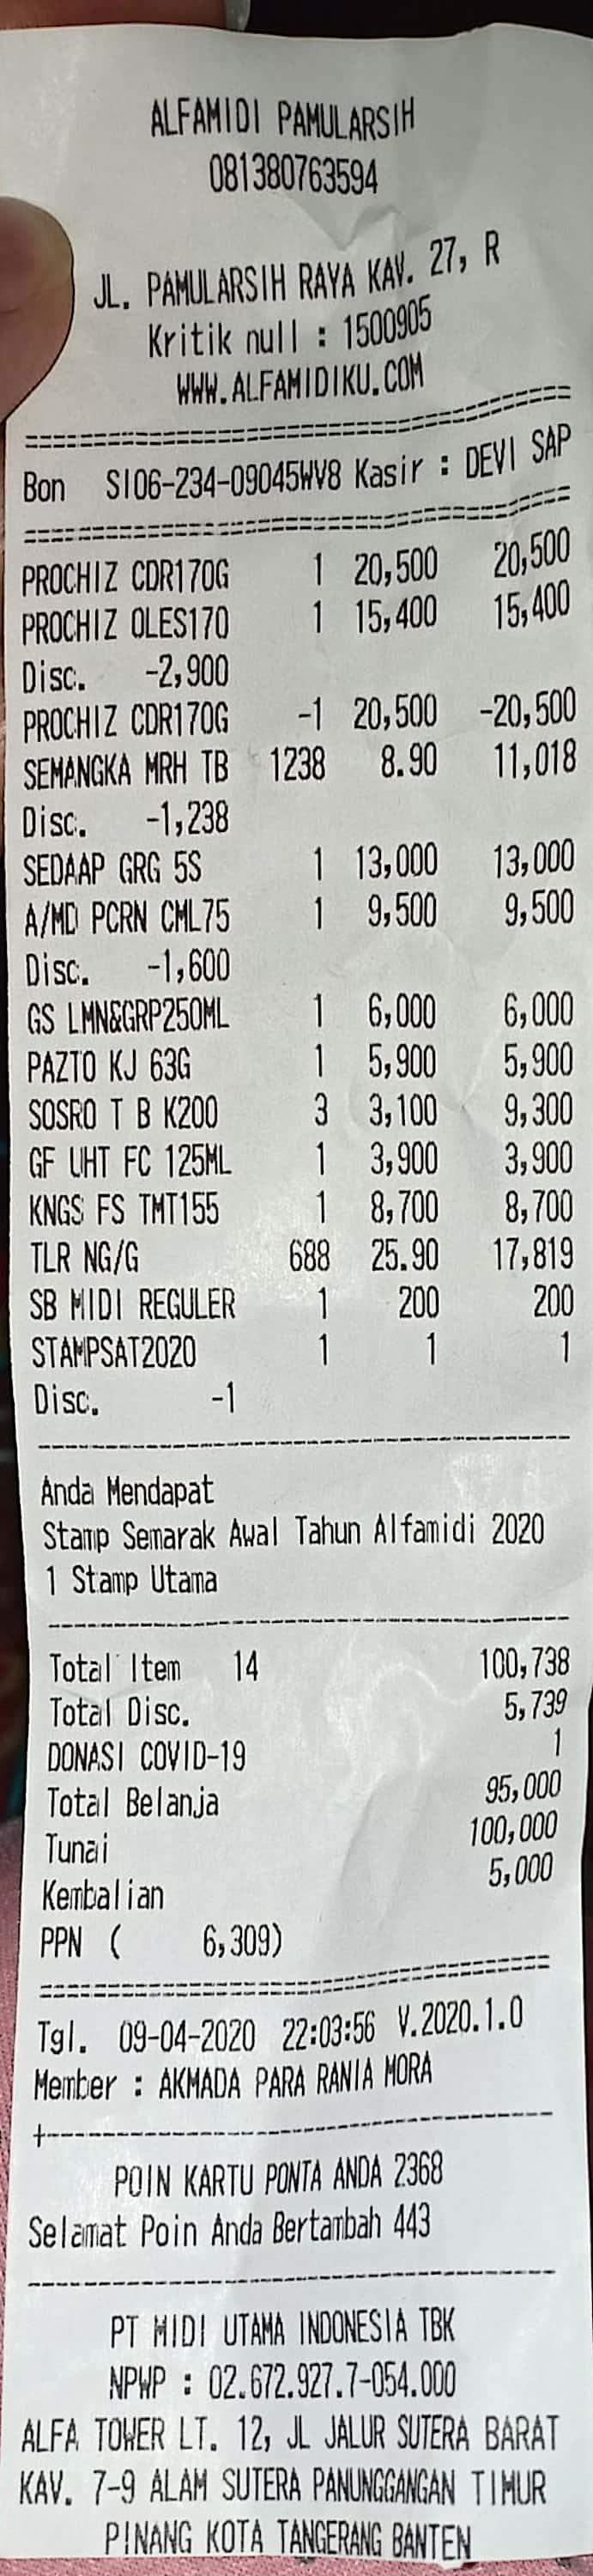 ALFAMIDI PAMULARSIH
081380763594
JL. PAMULARSIH RAYA KAV. 27, R
Kritik null : 1500905
WWW.ALFAMIDIKU.COM
Bon SI06-234-09045WV8 Kasir : DEVI SAP
PROCHIZ CDR170G 1 20,500 20,500
PROCHIZ OLES170 1 15,400 15,400
Disc. -2,900
PROCHIZ CDR170G -1 20,500 -20,500
SEMANGKA MRH TB 1238 8.90 11,018
Disc. -1,238
SEDAAP GRG 5S 1 13,000 13,000
A/MD PCRN CML75 1 9,500 9,500
Disc. -1,600
GS LMN&GRP250ML 1 6,000 6,000
PAZTO KJ 63G 1 5,900 5,900
SOSRO T B K200 3 3,100 9,300
GF UHT FC 125ML 1 3,900 3,900
KNGS FS TMT155 1 8,700 8,700
TLR NG/G 688 25.90 17,819
SB MIDI REGULER 1 200 200
STAMPSAT2020 1 1 1
Disc. -1
Anda Mendapat
Stamp Semarak Awal Tahun Alfamidi 2020
1 Stamp Utama
Total Item 14 100,738
Total Disc. 5,739
DONASI COVID-19 1
Total Belanja 95,000
Tunai 100,000
Kembalian 5,000
PPN ( 6,309)
Tgl. 09-04-2020 22:03:56 V.2020.1.0
Member : AKMADA PARA RANIA MORA
POIN KARTU PONTA ANDA 2368
Selamat Poin Anda Bertambah 443
PT MIDI UTAMA INDONESIA TBK
NPWP : 02.672.927.7-054.000
ALFA TOWER LT. 12, JL JALUR SUTERA BARAT
KAV. 7-9 ALAM SUTERA PANUNGGANGAN TIMUR
PINANG KOTA TANGERANG BANTEN